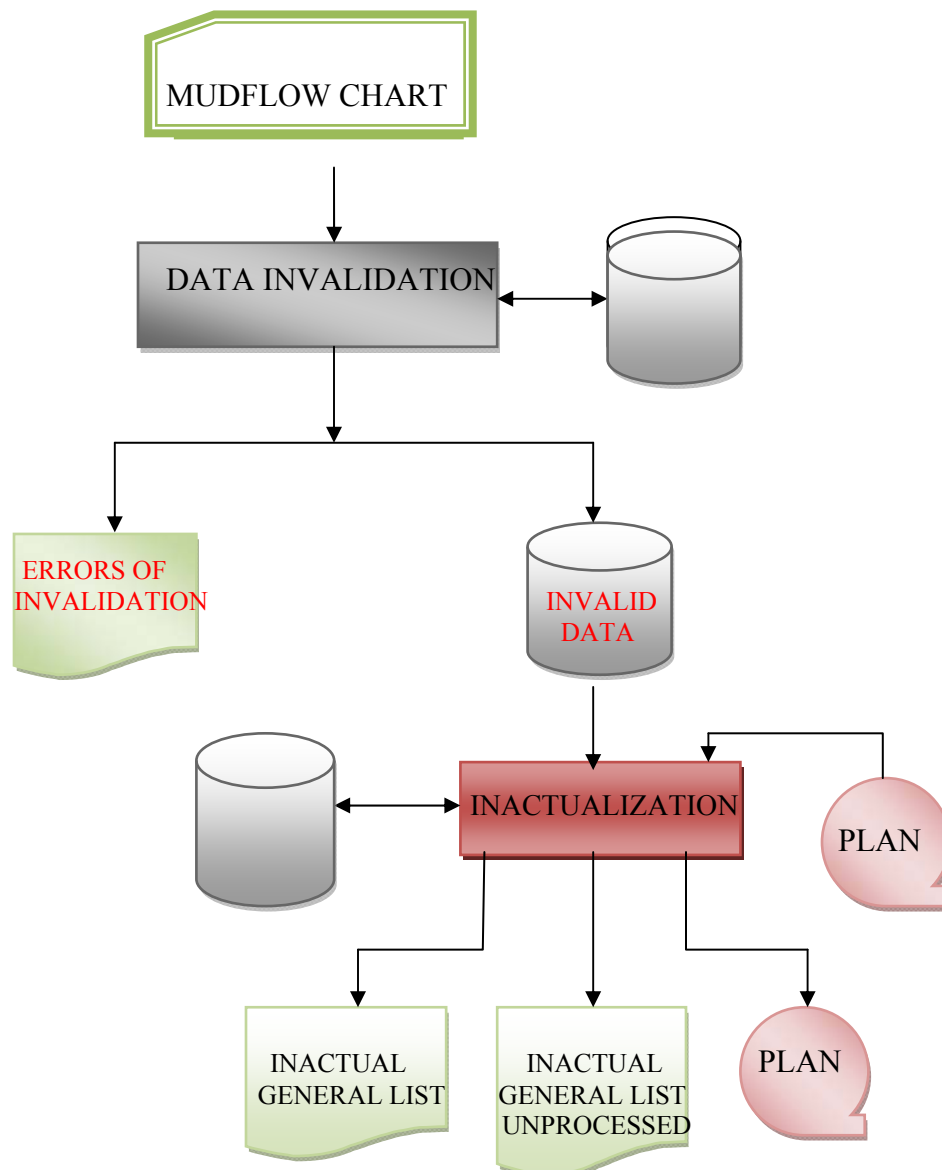 MUDFLOW CHART
DATA INVALIDATION
ERRORS OF
INVALIDATION
INVALID
DATA
INACTUALIZATION
PLAN
INACTUAL
GENERAL LIST
INACTUAL
GENERAL LIST
UNPROCESSED
PLAN